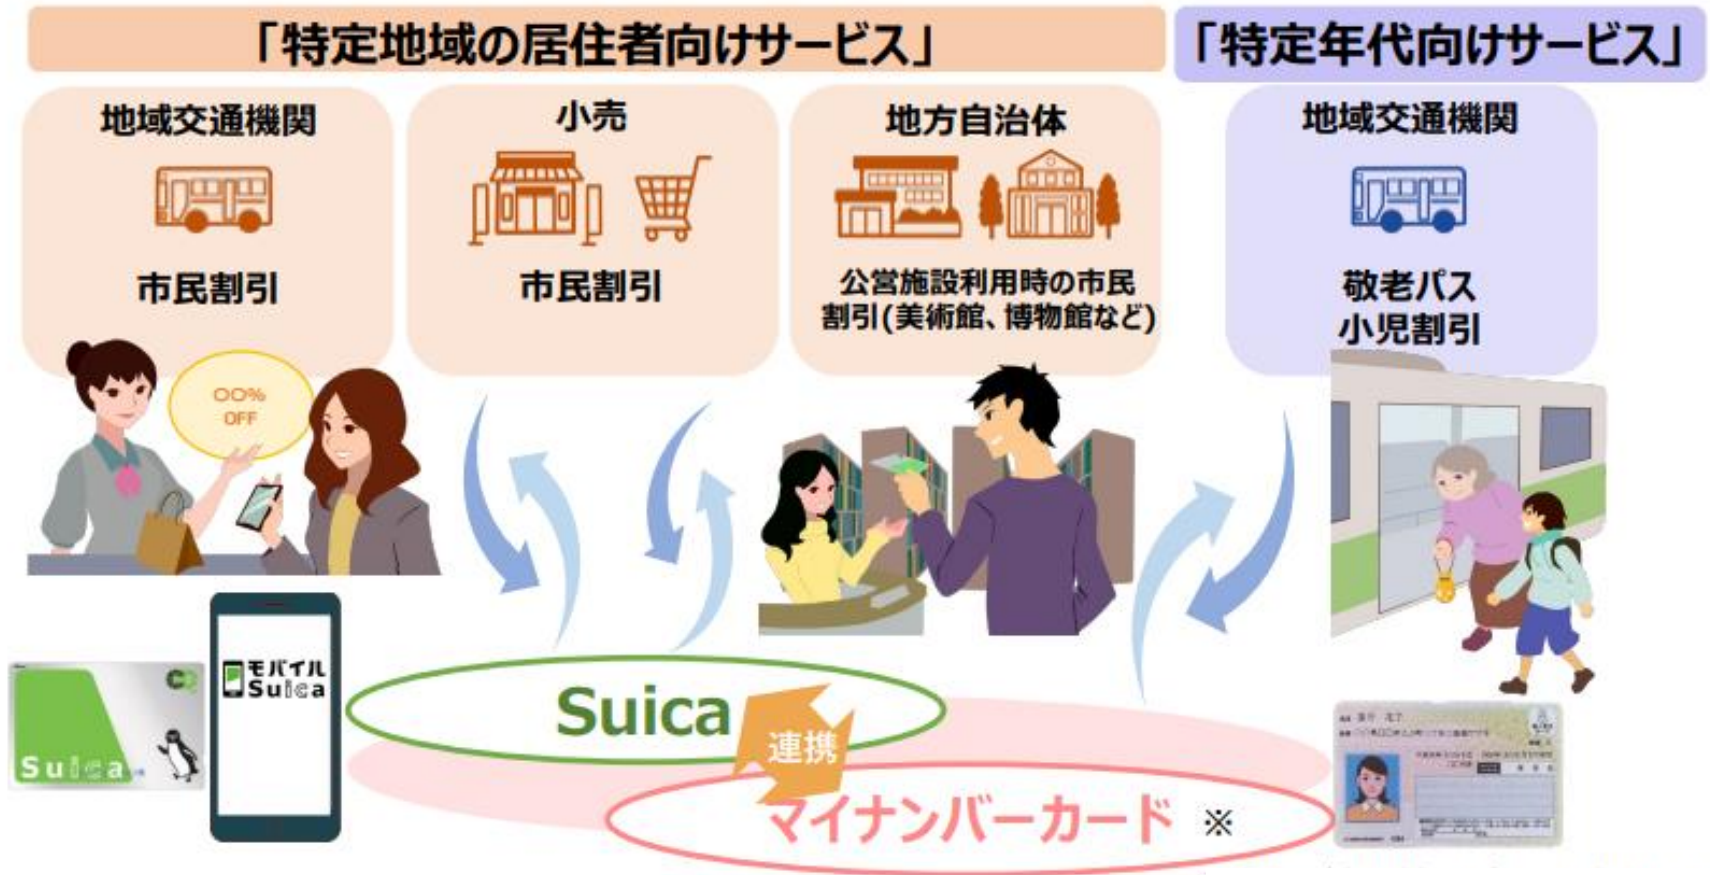 「特定地域の居住者向けサービス」
「特定年代向けサービス」
地域交通機関
市民割引
小売
市民割引
地方自治体
公営施設利用時の市民
割引(美術館、博物館など)
地域交通機関
敬老パス
小児割引
〇〇%
OFF
モバイル
Suica
Suica
Suica
連携
マイナンバーカード ※